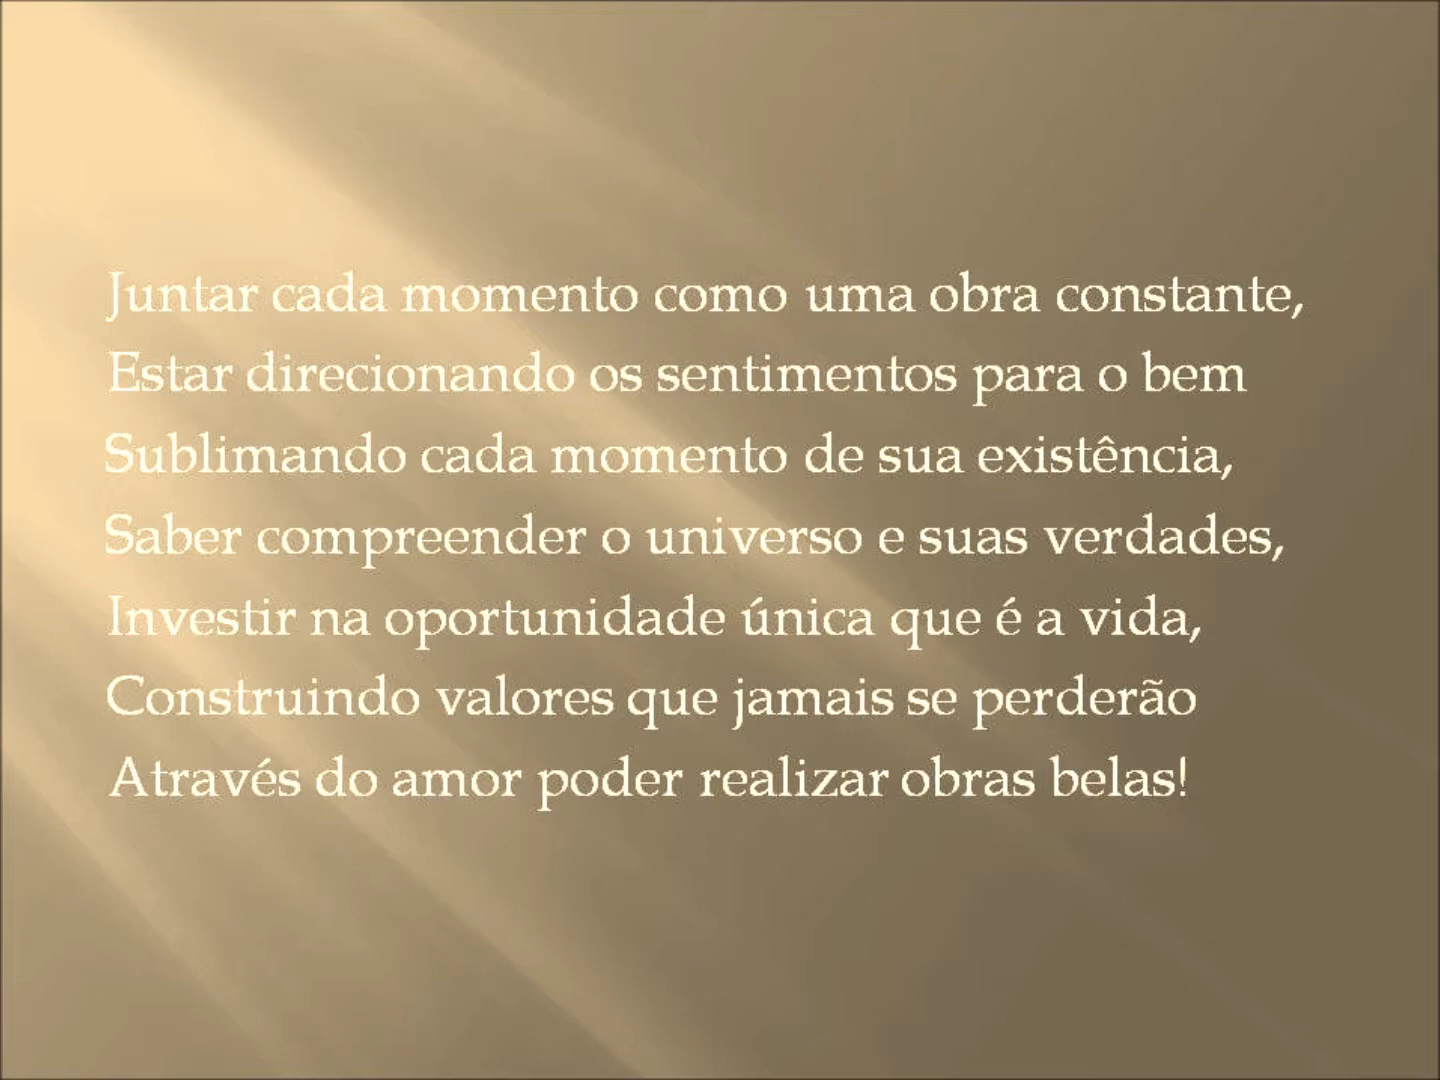 Juntar cada momento como uma obra constante,
Estar direcionando os sentimentos para o bem
Sublimando cada momento de sua existência,
Saber compreender o universo e suas verdades,
Investir na oportunidade única que é a vida,
Construindo valores que jamais se perderão
Através do amor poder realizar obras belas!